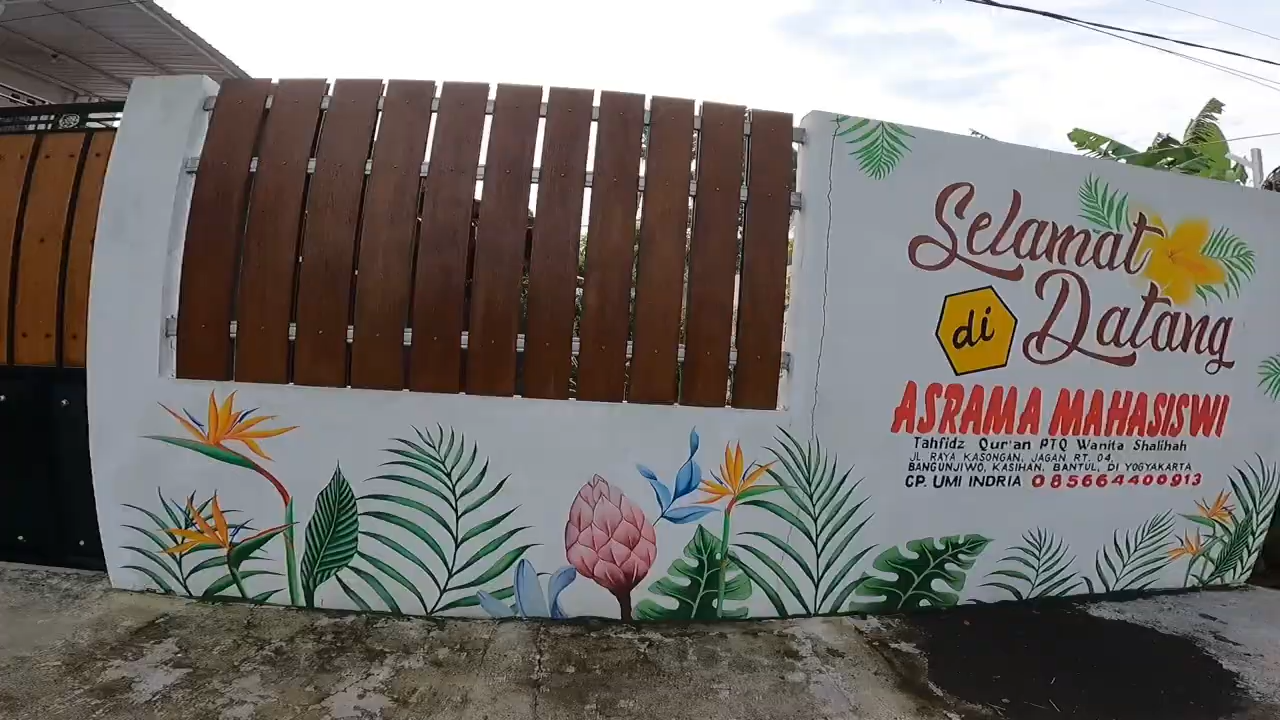 Selamat
di Datang
ASRAMA MAHASISWI
Tahfidz Qur'an PTQ Wanita Shalihah
JL. RAYA KASONGAN, JAGAN RT. 04,
BANGUNJIWO, KASIHAN, BANTUL, DI YOGYAKARTA
CP. UMI INDRIA 085664400913